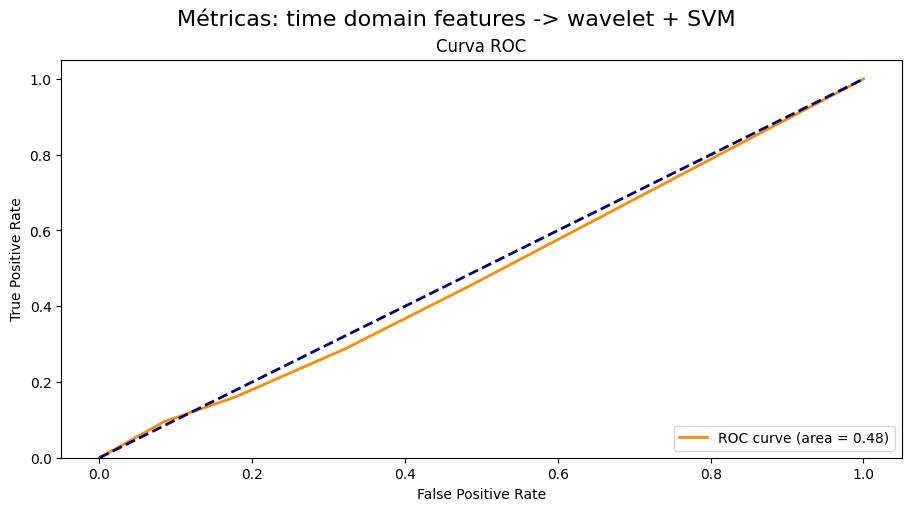 Métricas: time domain features -> wavelet + SVM
Curva ROC
True Positive Rate
1.0
0.8
0.6
0.4
0.2
0.0
0.0 0.2 0.4 0.6 0.8 1.0
False Positive Rate
ROC curve (area = 0.48)